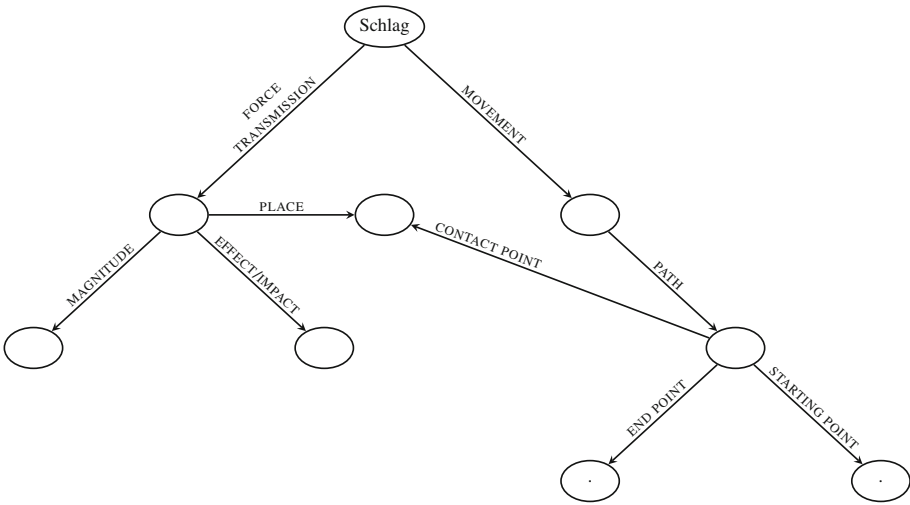 Schlag
FORCE
TRANSMISSION
MOVEMENT
PLACE
CONTACT POINT
MAGNITUDE
EFFECT/IMPACT
PATH
END POINT
STARTING POINT
.
.